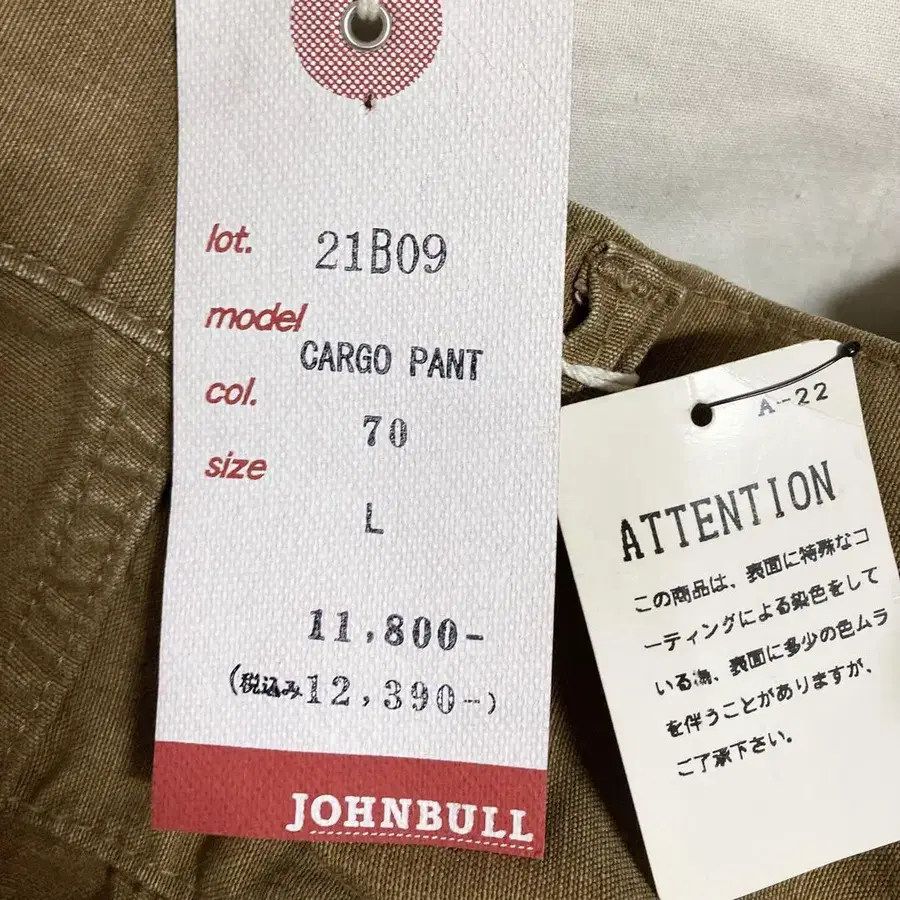 lot. 21B09
model
CARGO PANT
col.
70
size
L
11,800-
(税込み12,390-)
JOHNBULL
A-22
ATTENTION
この商品は、表面に特殊なコ
ーティングによる染色をして
いる為、表面に多少の色ムラ
を伴うことがありますが、
ご了承下さい。